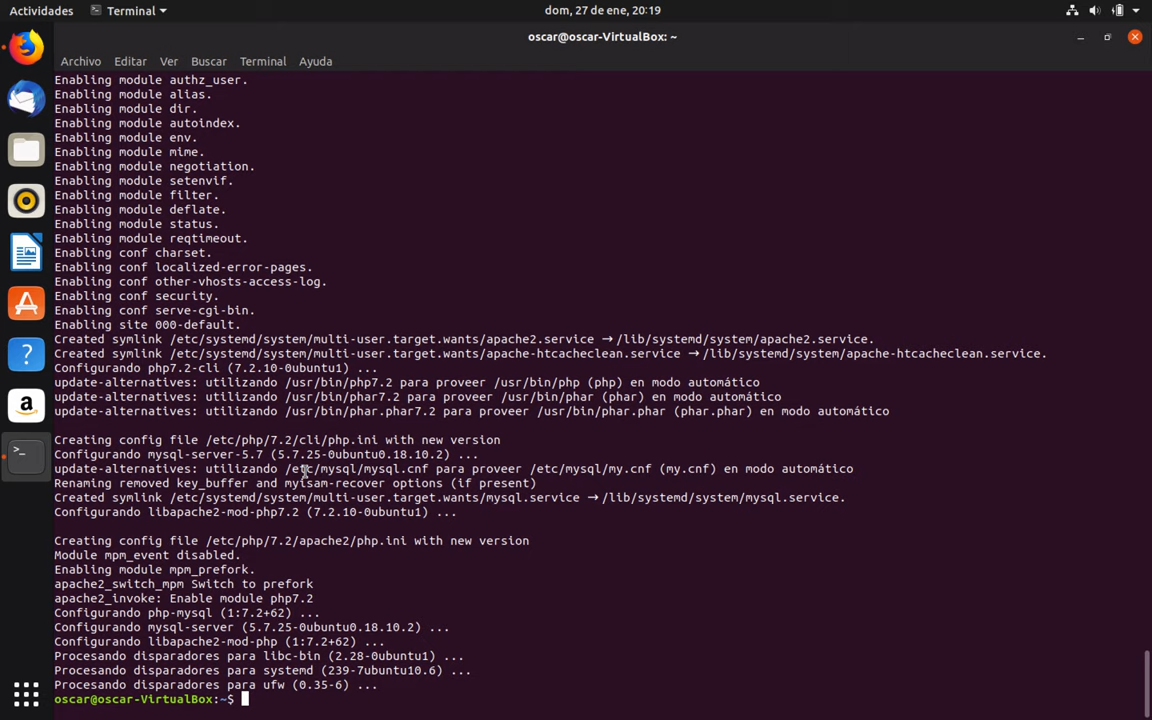 Actividades
Terminal
dom, 27 de ene, 20:19
oscar@oscar-VirtualBox: ~
Archivo Editar Ver Buscar Terminal Ayuda
Enabling module authz_user.
Enabling module alias.
Enabling module dir.
Enabling module autoindex.
Enabling module env.
Enabling module mime.
Enabling module negotiation.
Enabling module setenvif.
Enabling module filter.
Enabling module deflate.
Enabling module status.
Enabling module reqtimeout.
Enabling conf charset.
Enabling conf localized-error-pages.
Enabling conf other-vhosts-access-log.
Enabling conf security.
Enabling conf serve-cgi-bin.
Enabling site 000-default.
Created symlink /etc/systemd/system/multi-user.target.wants/apache2.service → /lib/systemd/system/apache2.service.
Created symlink /etc/systemd/system/multi-user.target.wants/apache-htcacheclean.service → /lib/systemd/system/apache-htcacheclean.service.
Configurando php7.2-cli (7.2.10-0ubuntu1) ...
update-alternatives: utilizando /usr/bin/php7.2 para proveer /usr/bin/php (php) en modo automático
update-alternatives: utilizando /usr/bin/phar7.2 para proveer /usr/bin/phar (phar) en modo automático
update-alternatives: utilizando /usr/bin/phar.phar7.2 para proveer /usr/bin/phar.phar (phar.phar) en modo automático
Creating config file /etc/php/7.2/cli/php.ini with new version
Configurando mysql-server-5.7 (5.7.25-0ubuntu0.18.10.2) ...
update-alternatives: utilizando /etc/mysql/mysql.cnf para proveer /etc/mysql/my.cnf (my.cnf) en modo automático
Renaming removed key_buffer and myisam-recover options (if present)
Created symlink /etc/systemd/system/multi-user.target.wants/mysql.service → /lib/systemd/system/mysql.service.
Configurando libapache2-mod-php7.2 (7.2.10-0ubuntu1) ...
Creating config file /etc/php/7.2/apache2/php.ini with new version
Module mpm_event disabled.
Enabling module mpm_prefork.
apache2_switch_mpm Switch to prefork
apache2_invoke: Enable module php7.2
Configurando php-mysql (1:7.2+62) ...
Configurando mysql-server (5.7.25-0ubuntu0.18.10.2) ...
Configurando libapache2-mod-php (1:7.2+62) ...
Procesando disparadores para libc-bin (2.28-0ubuntu1) ...
Procesando disparadores para systemd (239-7ubuntu10.6) ...
Procesando disparadores para ufw (0.35-6) ...
oscar@oscar-VirtualBox:~$